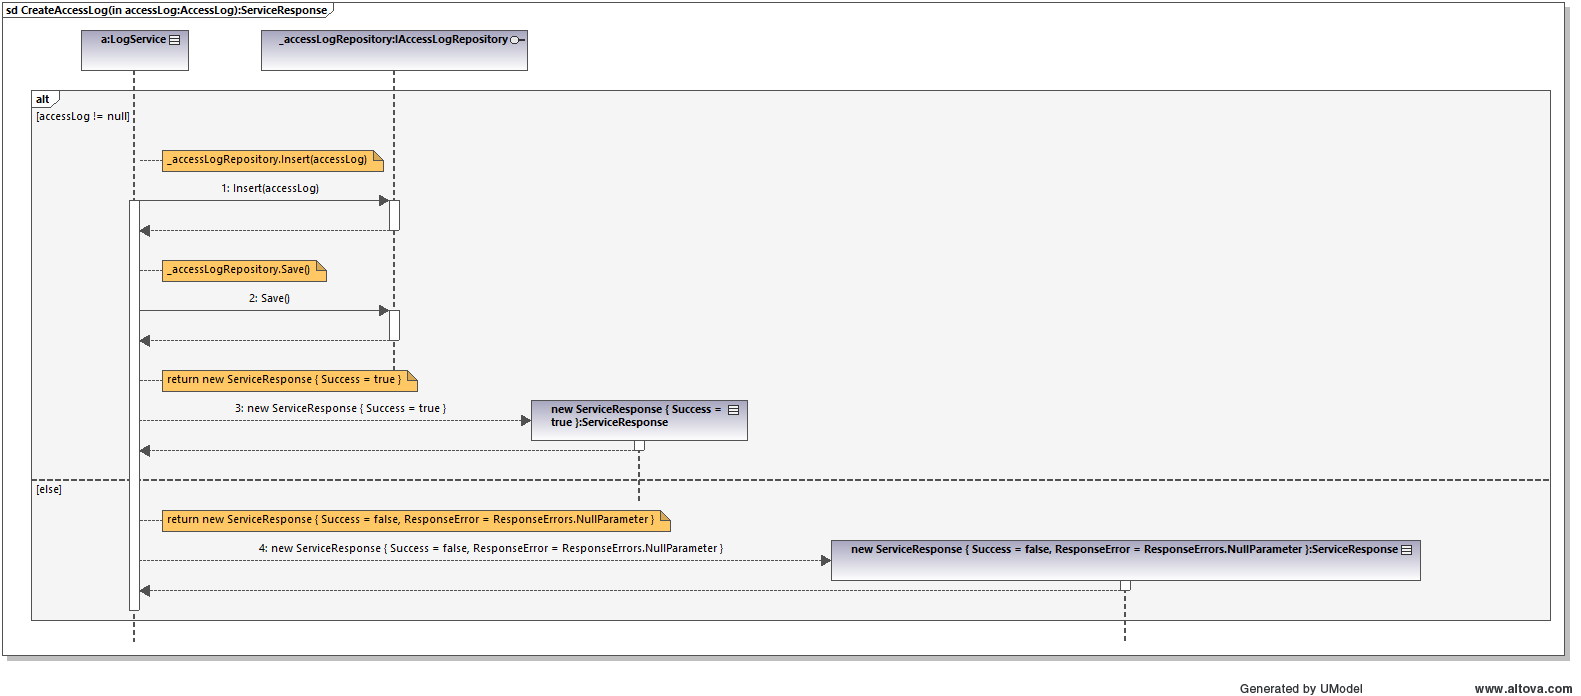 sd CreateAccessLog(in accessLog:AccessLog):ServiceResponse
a:LogService
_accessLogRepository:IAccessLogRepository
alt
[accessLog != null]
_accessLogRepository.Insert(accessLog)
1: Insert(accessLog)
_accessLogRepository.Save()
2: Save()
return new ServiceResponse { Success = true }
3: new ServiceResponse { Success = true }
new ServiceResponse { Success =
true }:ServiceResponse
[else]
return new ServiceResponse { Success = false, ResponseError = ResponseErrors.NullParameter }
4: new ServiceResponse { Success = false, ResponseError = ResponseErrors.NullParameter }
new ServiceResponse { Success = false, ResponseError = ResponseErrors.NullParameter }:ServiceResponse
Generated by UModel
www.altova.com